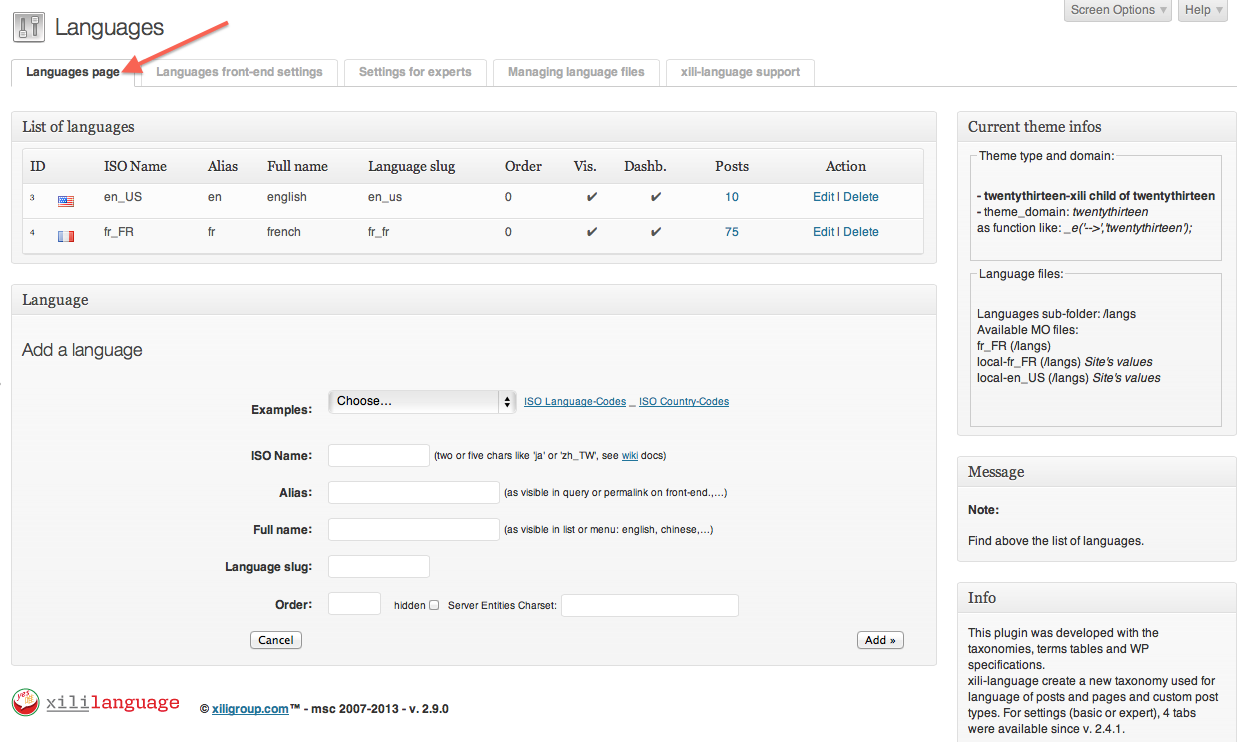 Screen Options Help
Languages
Languages page Languages front-end settings Settings for experts Managing language files xili-language support
List of languages
ID ISO Name Alias Full name Language slug Order Vis. Dashb. Posts Action
3 en_US en english en_us 0 ✔ ✔ 10 Edit | Delete
4 fr_FR fr french fr_fr 0 ✔ ✔ 75 Edit | Delete
Language
Add a language
Examples: Choose... ISO Language-Codes _ ISO Country-Codes
ISO Name: (two or five chars like 'ja' or 'zh_TW', see wiki docs)
Alias: (as visible in query or permalink on front-end.,...)
Full name: (as visible in list or menu: english, chinese,...)
Language slug:
Order: hidden Server Entities Charset:
Cancel Add »
yes
xililanguage © xiligroup.com™ - msc 2007-2013 - v. 2.9.0
Current theme infos
Theme type and domain:
- twentythirteen-xili child of twentythirteen
- theme_domain: twentythirteen
as function like: _e('-->','twentythirteen');
Language files:
Languages sub-folder: /langs
Available MO files:
fr_FR (/langs)
local-fr_FR (/langs) Site's values
local-en_US (/langs) Site's values
Message
Note:
Find above the list of languages.
Info
This plugin was developed with the
taxonomies, terms tables and WP
specifications.
xili-language create a new taxonomy used for
language of posts and pages and custom post
types. For settings (basic or expert), 4 tabs
were available since v. 2.4.1.